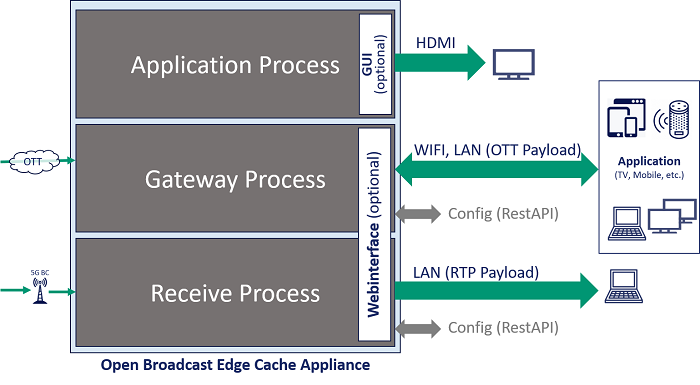 Application Process
GUI
(optional)
HDMI
OTT
Gateway Process
Webinterface (optional)
WIFI, LAN (OTT Payload)
Config (RestAPI)
Application
(TV, Mobile, etc.)
5G BC
Receive Process
LAN (RTP Payload)
Config (RestAPI)
Open Broadcast Edge Cache Appliance